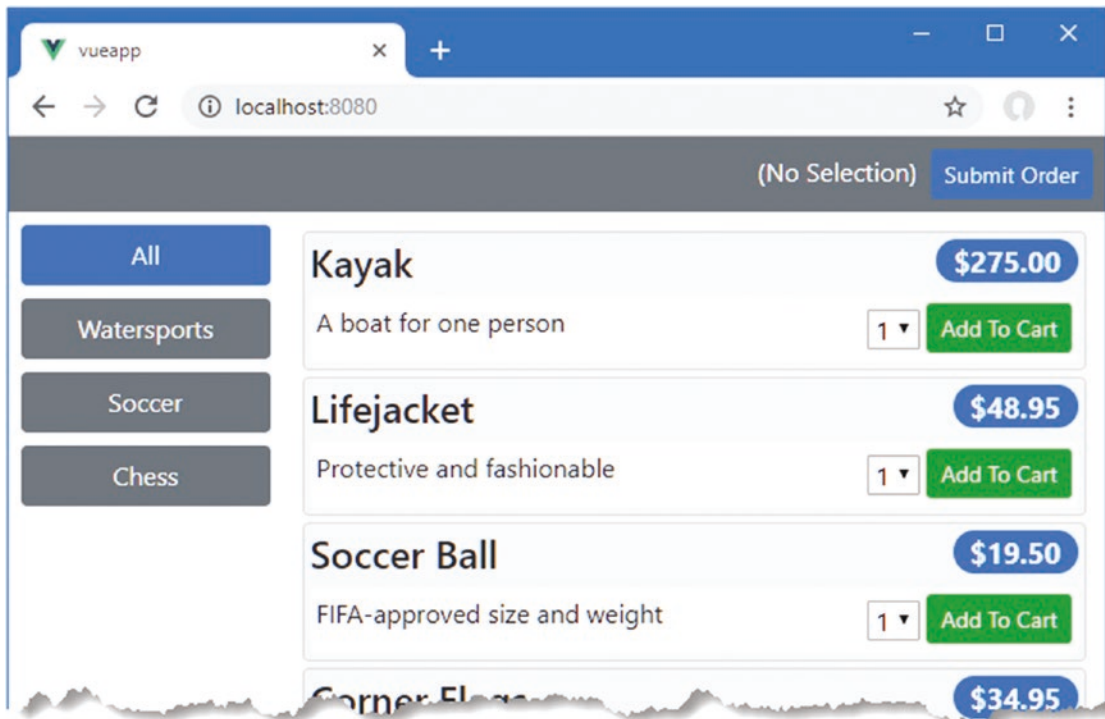 vueapp
localhost:8080
(No Selection) Submit Order
All
Watersports
Soccer
Chess
Kayak $275.00
A boat for one person 1 Add To Cart
Lifejacket $48.95
Protective and fashionable 1 Add To Cart
Soccer Ball $19.50
FIFA-approved size and weight 1 Add To Cart
Corner Flags $34.95